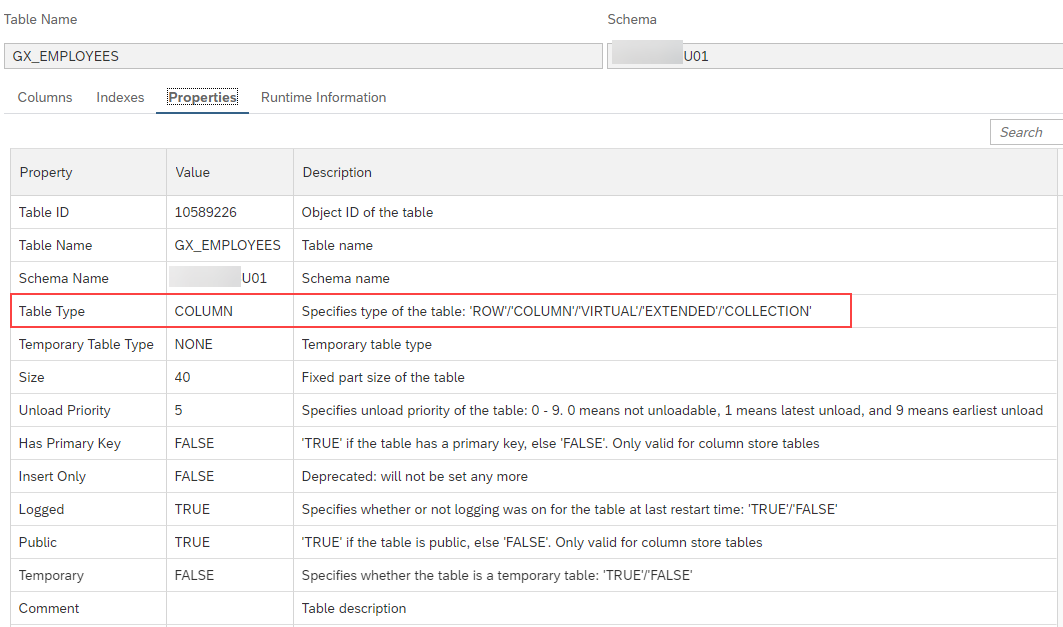 Table Name Schema
GX_EMPLOYEES U01
Columns Indexes Properties Runtime Information
Search
Property Value Description
Table ID 10589226 Object ID of the table
Table Name GX_EMPLOYEES Table name
Schema Name U01 Schema name
Table Type COLUMN Specifies type of the table: 'ROW'/'COLUMN'/'VIRTUAL'/'EXTENDED'/'COLLECTION'
Temporary Table Type NONE Temporary table type
Size 40 Fixed part size of the table
Unload Priority 5 Specifies unload priority of the table: 0 - 9. 0 means not unloadable, 1 means latest unload, and 9 means earliest unload
Has Primary Key FALSE 'TRUE' if the table has a primary key, else 'FALSE'. Only valid for column store tables
Insert Only FALSE Deprecated: will not be set any more
Logged TRUE Specifies whether or not logging was on for the table at last restart time: 'TRUE'/'FALSE'
Public TRUE 'TRUE' if the table is public, else 'FALSE'. Only valid for column store tables
Temporary FALSE Specifies whether the table is a temporary table: 'TRUE'/'FALSE'
Comment Table description